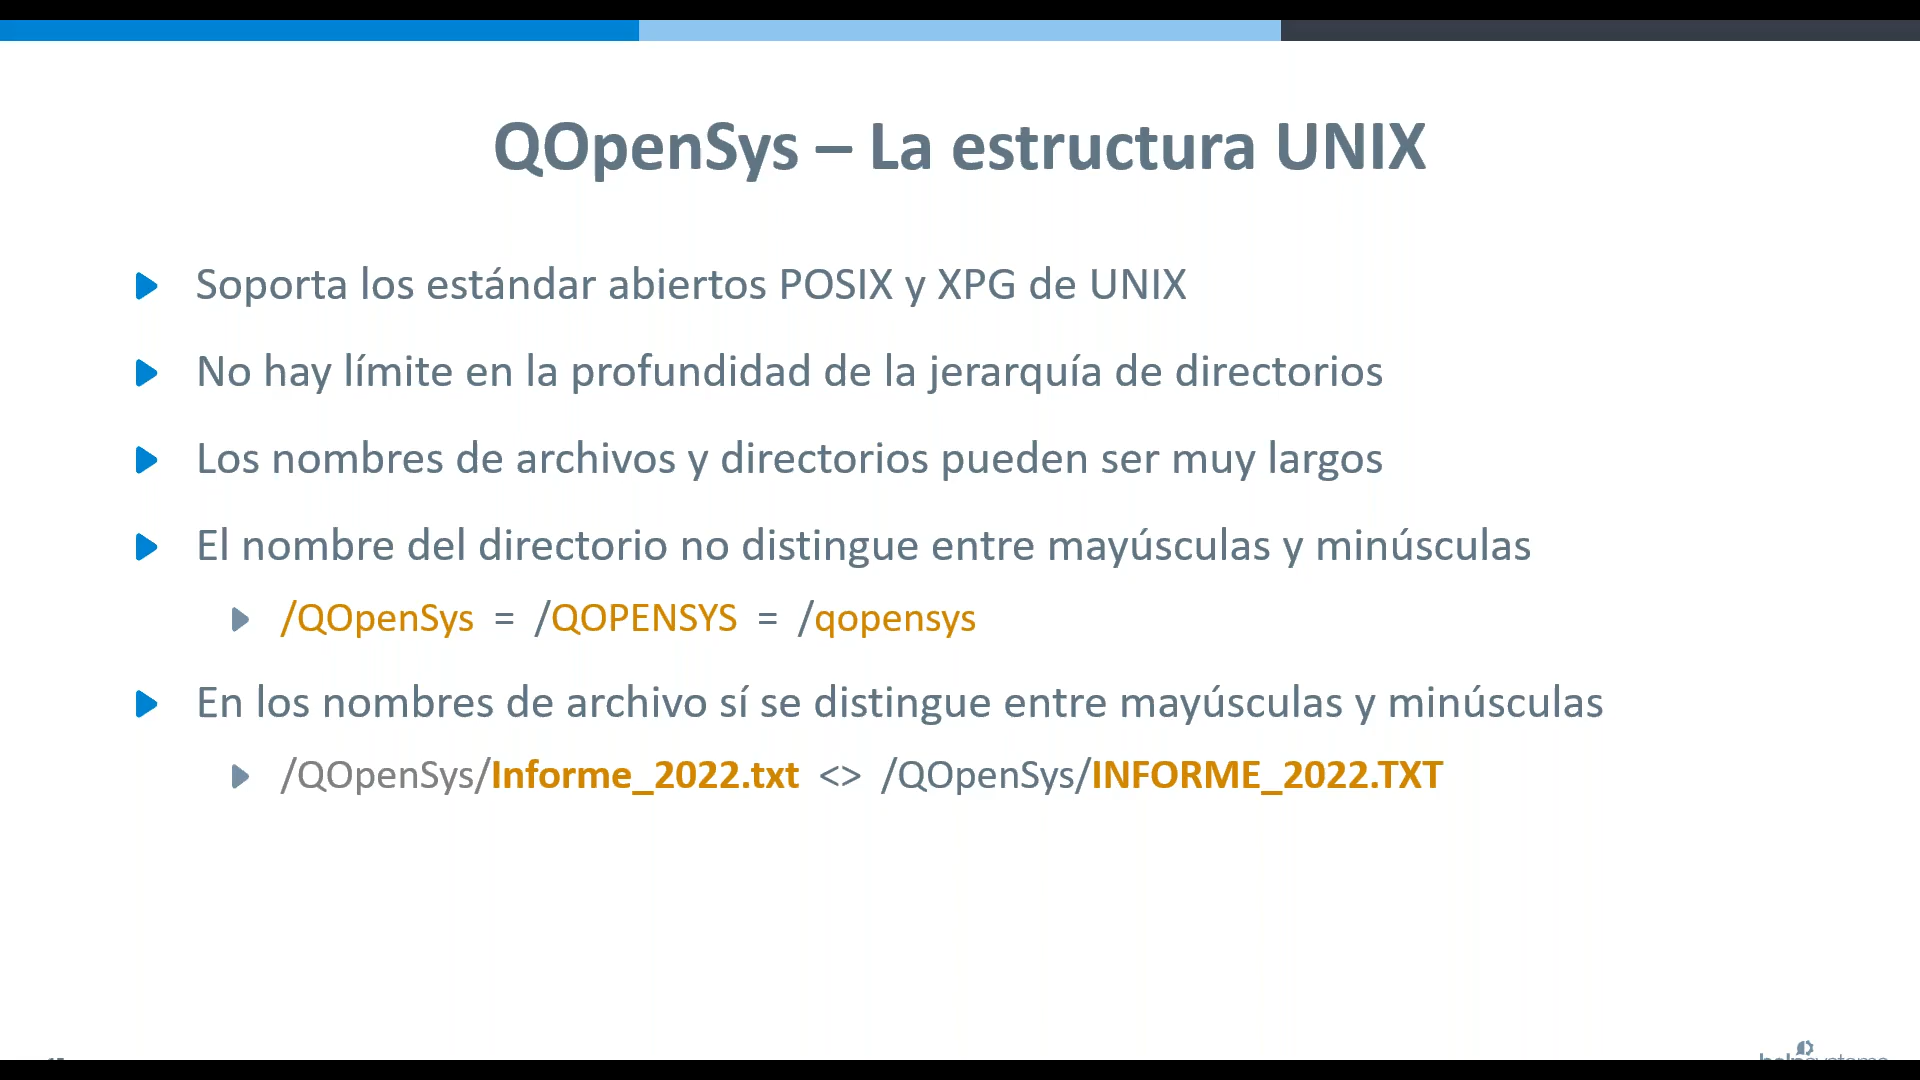 QOpenSys – La estructura UNIX
Soporta los estándar abiertos POSIX y XPG de UNIX
No hay límite en la profundidad de la jerarquía de directorios
Los nombres de archivos y directorios pueden ser muy largos
El nombre del directorio no distingue entre mayúsculas y minúsculas
/QOpenSys = /QOPENSYS = /qopensys
En los nombres de archivo sí se distingue entre mayúsculas y minúsculas
/QOpenSys/Informe_2022.txt <> /QOpenSys/INFORME_2022.TXT